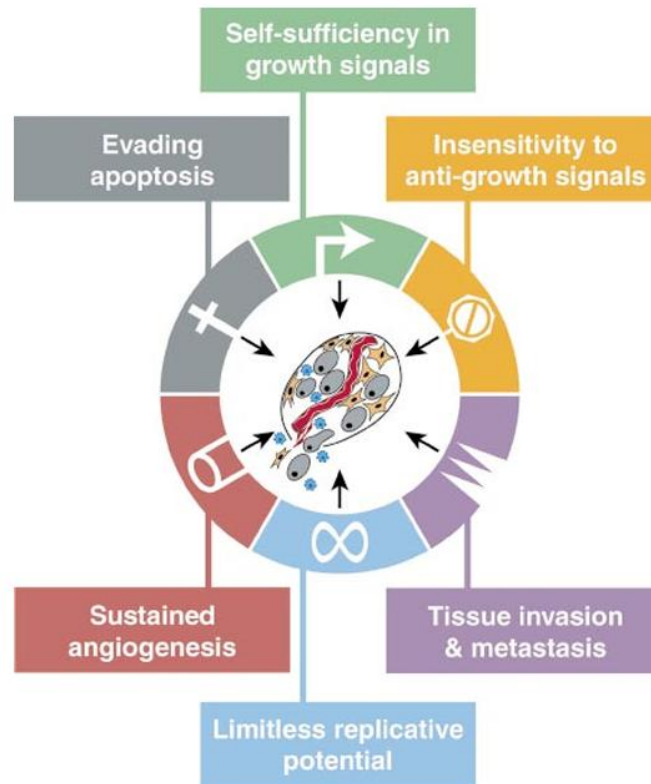 Self-sufficiency in
growth signals
Evading
apoptosis
Insensitivity to
anti-growth signals
Sustained
angiogenesis
Tissue invasion
& metastasis
Limitless replicative
potential